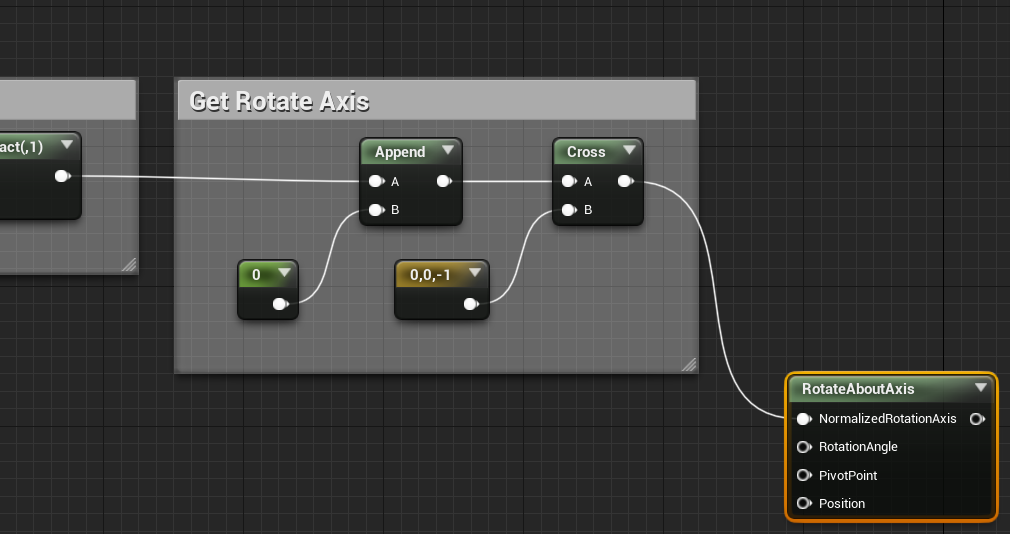 Get Rotate Axis
act(,1)
Append
Cross
A
A
B
B
0
0,0,-1
RotateAboutAxis
NormalizedRotationAxis
RotationAngle
PivotPoint
Position